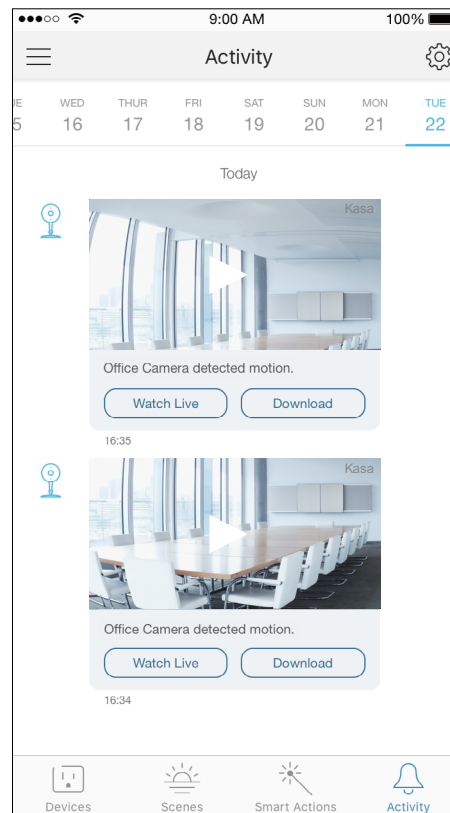 9:00 AM 100%
Activity
WED THUR FRI SAT SUN MON TUE
16 17 18 19 20 21 22
Today
Kasa
Office Camera detected motion.
Watch Live Download
16:35
Kasa
Office Camera detected motion.
Watch Live Download
16:34
Devices Scenes Smart Actions Activity